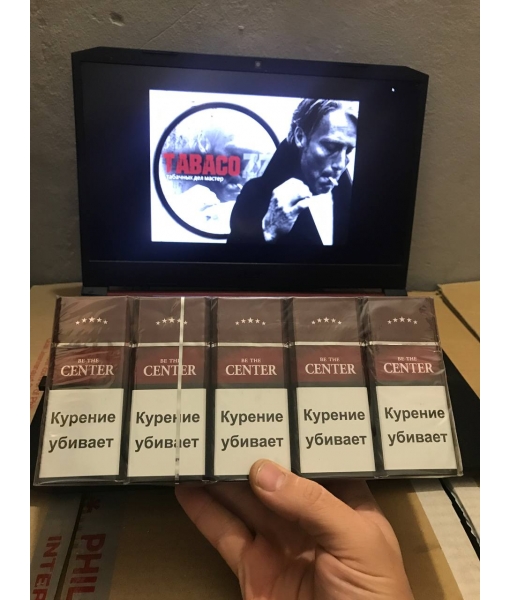 TABACO
табачных дел мастер
BE THE
CENTER
Курение
убивает
BE THE
CENTER
Курение
убивает
BE THE
CENTER
Курение
убивает
BE THE
CENTER
Курение
убивает
BE THE
CENTER
Курение
убивает
PHIL
INTER